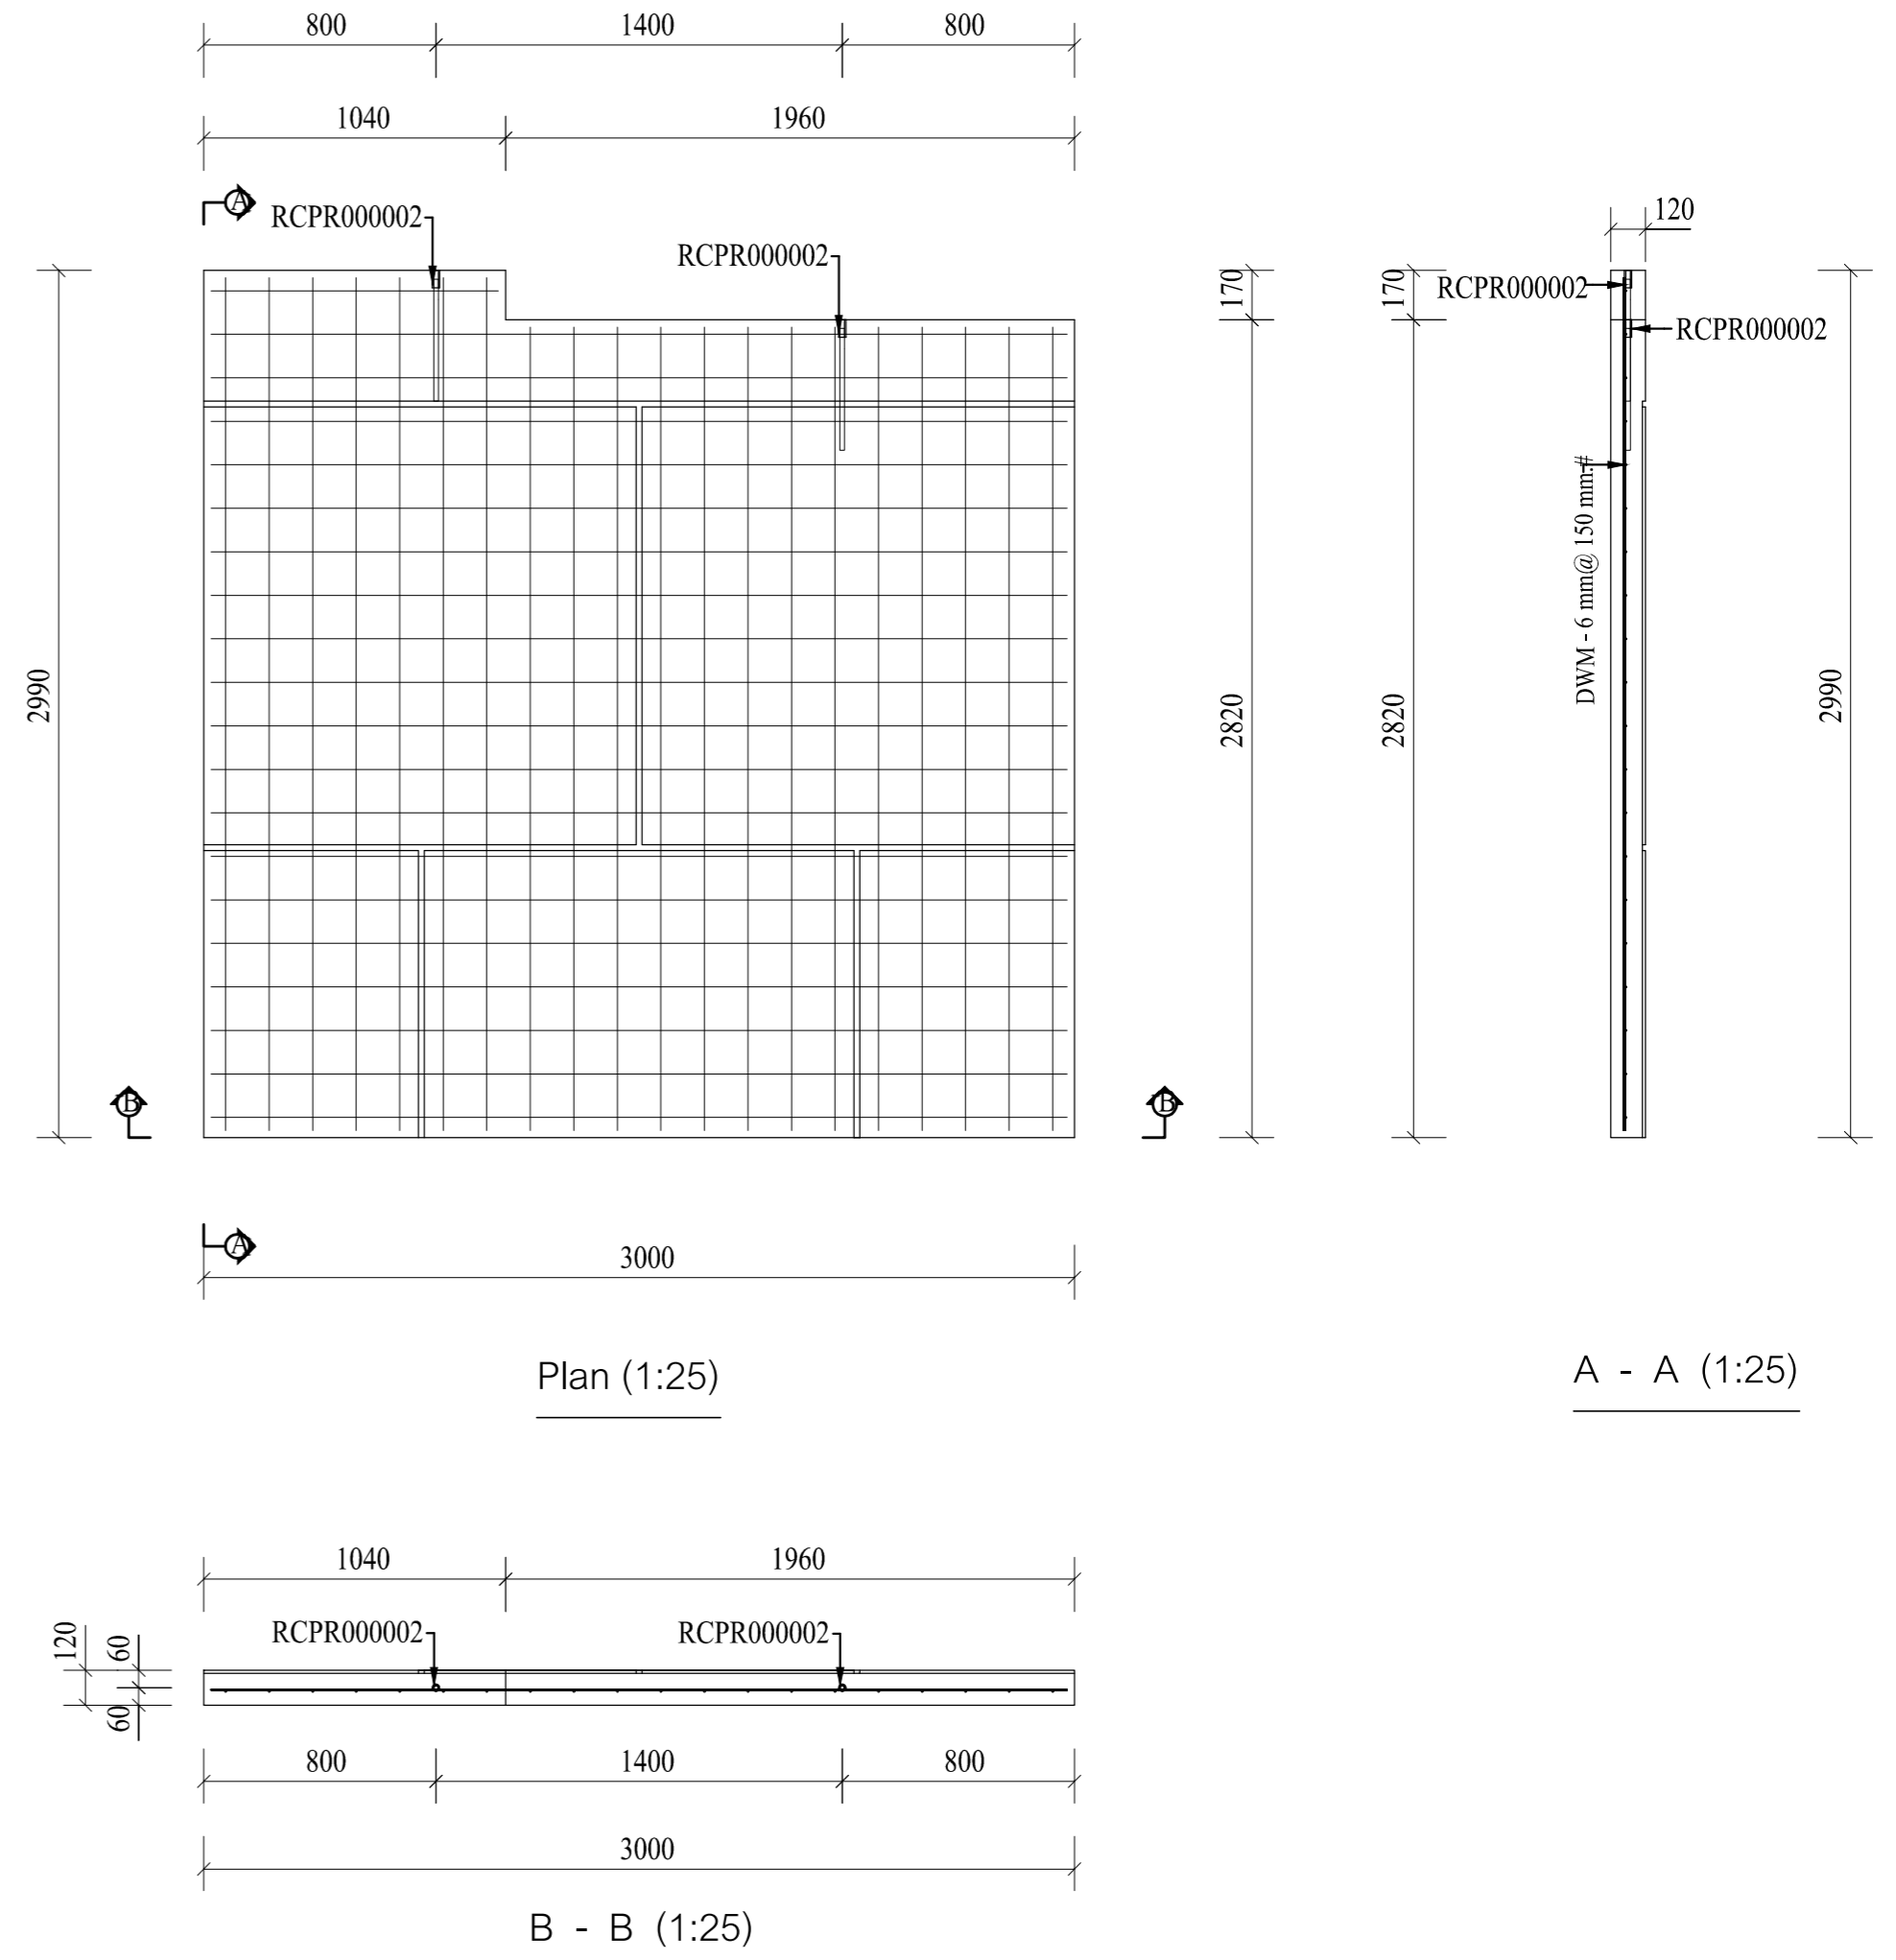 800 1400 800
1040 1960
A
RCPR000002
RCPR000002
2990
170
2820
B
B
A
3000
Plan (1:25)
120
170
2820
RCPR000002
RCPR000002
DWM - 6 mm@ 150 mm.#
2990
A - A (1:25)
1040 1960
RCPR000002 RCPR000002
120
60
60
800 1400 800
3000
B - B (1:25)